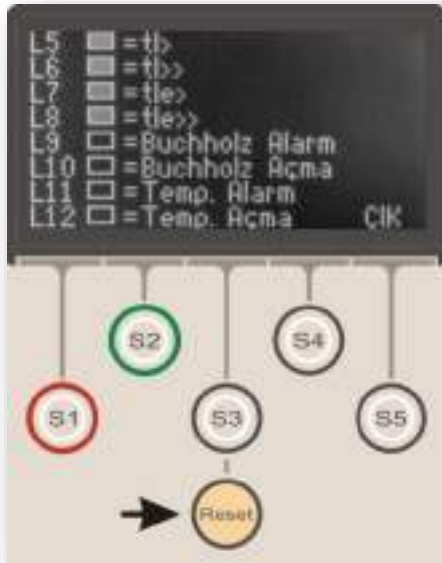 L5 =tI>
L6 =tI>>
L7 =tIe>
L8 =tIe>>
L9 =Buchholz Alarm
L10 =Buchholz Açma
L11 =Temp. Alarm
L12 =Temp. Açma ÇIK
S2 S4
S1 S3 S5
Reset